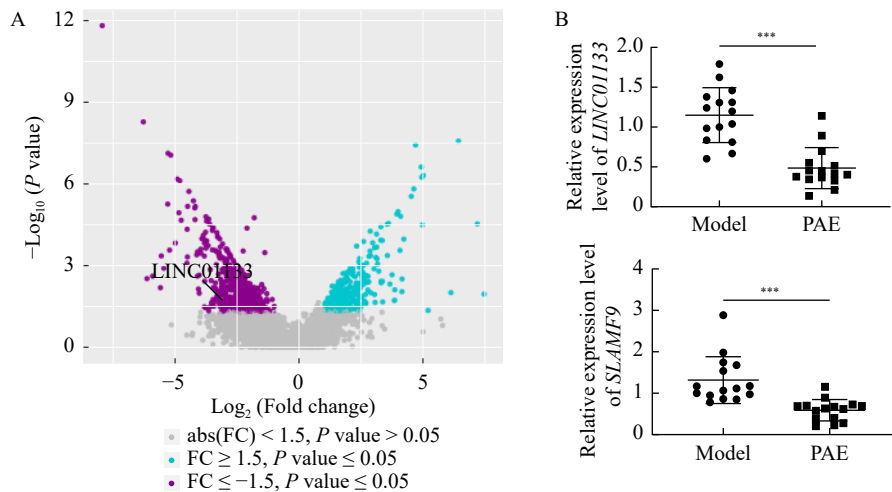 A
12
9
6
3
0
−Log₁₀ (P value)
LINC01133
−5
0
5
Log₂ (Fold change)
abs(FC) < 1.5, P value > 0.05
FC ≥ 1.5, P value ≤ 0.05
FC ≤ −1.5, P value ≤ 0.05
B
Relative expression
level of LINC01133
2.0
1.5
1.0
0.5
0
***
Model PAE
Relative expression level
of SLAMF9
4
3
2
1
0
***
Model PAE